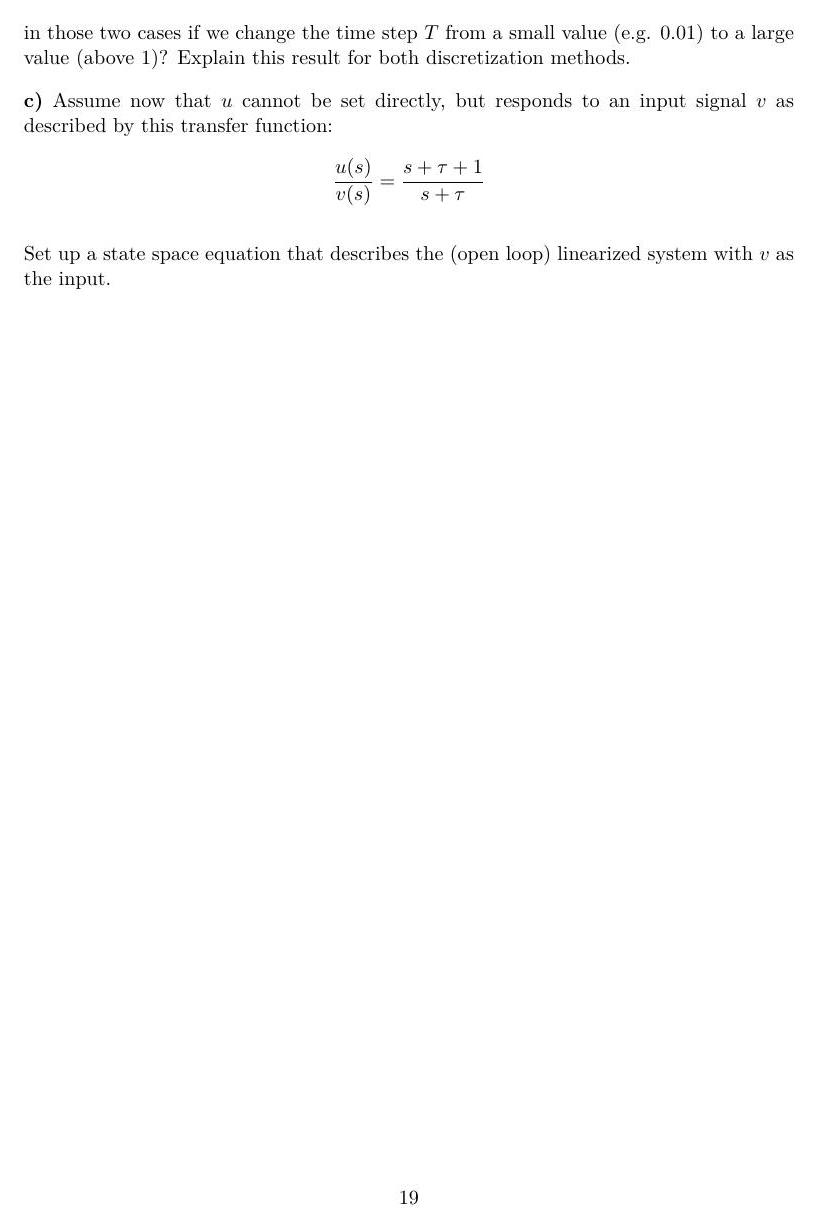 in those two cases if we change the time step T from a small value (e.g. 0.01) to a large
value (above 1)? Explain this result for both discretization methods.
c) Assume now that u cannot be set directly, but responds to an input signal v as
described by this transfer function:
u(s)/v(s) = (s + τ + 1)/(s + τ)
Set up a state space equation that describes the (open loop) linearized system with v as
the input.
19